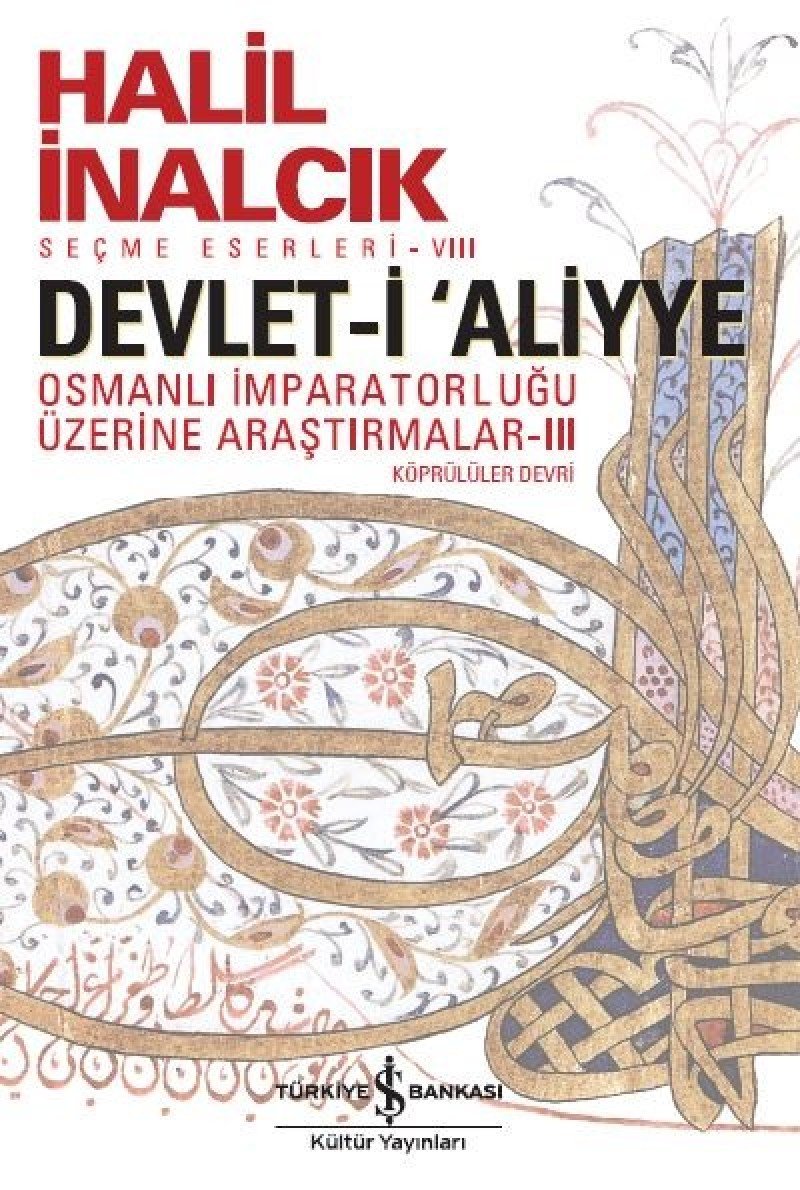 HALİL
İNALCIK
SEÇME ESERLERİ - VIII
DEVLET-İ ‘ALİYYE
OSMANLI İMPARATORLUĞU
ÜZERİNE ARAŞTIRMALAR-III
KÖPRÜLÜLER DEVRİ
TÜRKİYE İŞ BANKASI
Kültür Yayınları